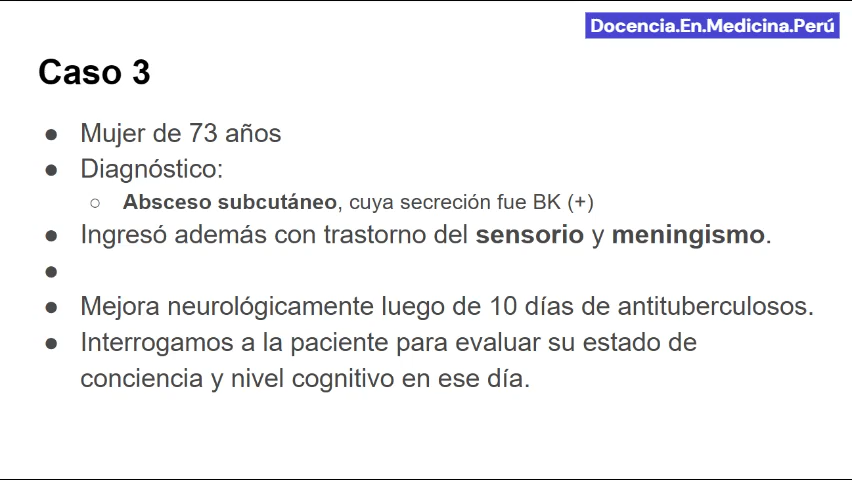 Docencia.En.Medicina.Perú
Caso 3
● Mujer de 73 años
● Diagnóstico:
○ Absceso subcutáneo, cuya secreción fue BK (+)
● Ingresó además con trastorno del sensorio y meningismo.
●
● Mejora neurológicamente luego de 10 días de antituberculosos.
● Interrogamos a la paciente para evaluar su estado de
conciencia y nivel cognitivo en ese día.